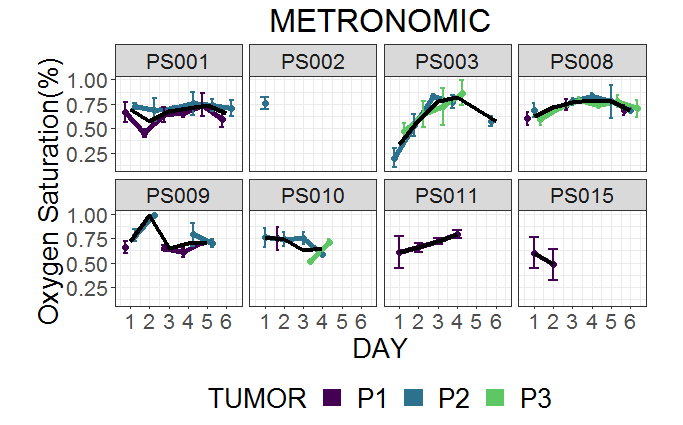 METRONOMIC
PS001 PS002 PS003 PS008
1.00
0.75
0.50
0.25
PS009 PS010 PS011 PS015
1.00
0.75
0.50
0.25
Oxygen Saturation(%)
1 2 3 4 5 6 1 2 3 4 5 6 1 2 3 4 5 6 1 2 3 4 5 6
DAY
TUMOR P1 P2 P3